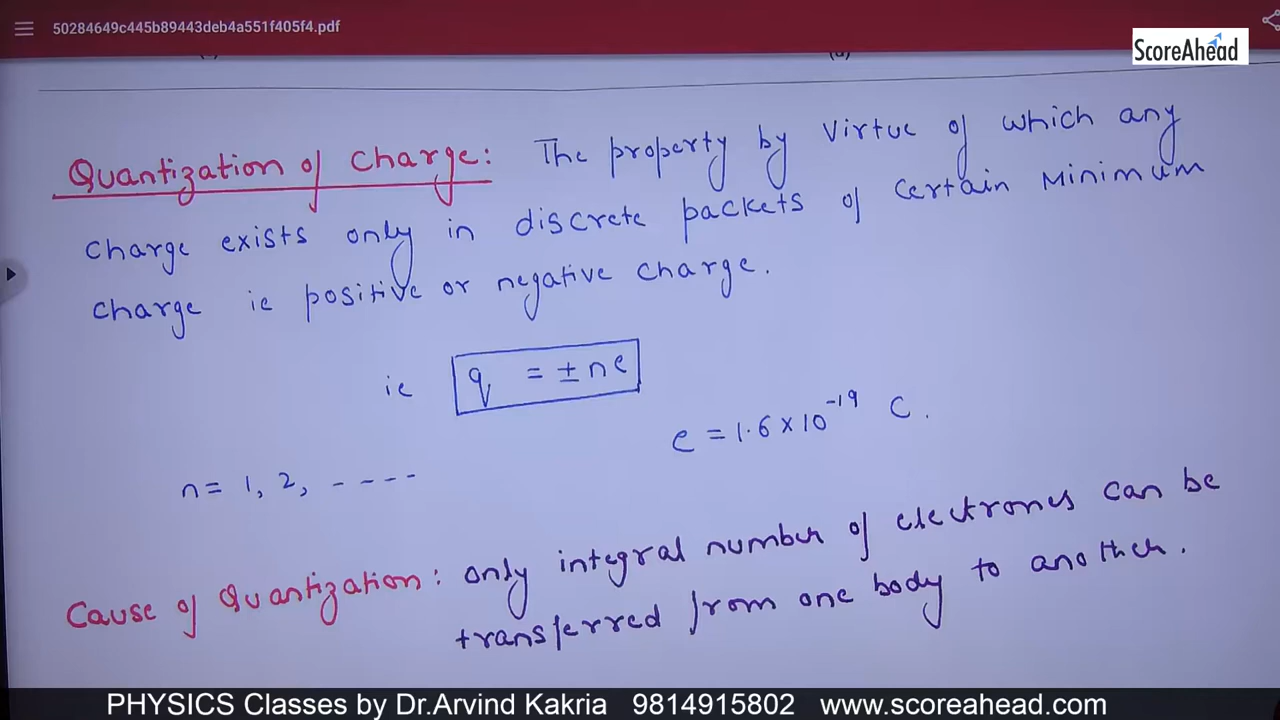 50284649c445b89443deb4a551f405f4.pdf
ScoreAhead
Quantization of charge: The property by virtue of which any
charge exists only in discrete packets of certain minimum
charge ie positive or negative charge.
ie q = ± ne
e = 1.6 × 10⁻¹⁹ C.
n = 1, 2, ----
Cause of Quantization: only integral number of electrones can be
transferred from one body to another.
PHYSICS Classes by Dr.Arvind Kakria 9814915802 www.scoreahead.com